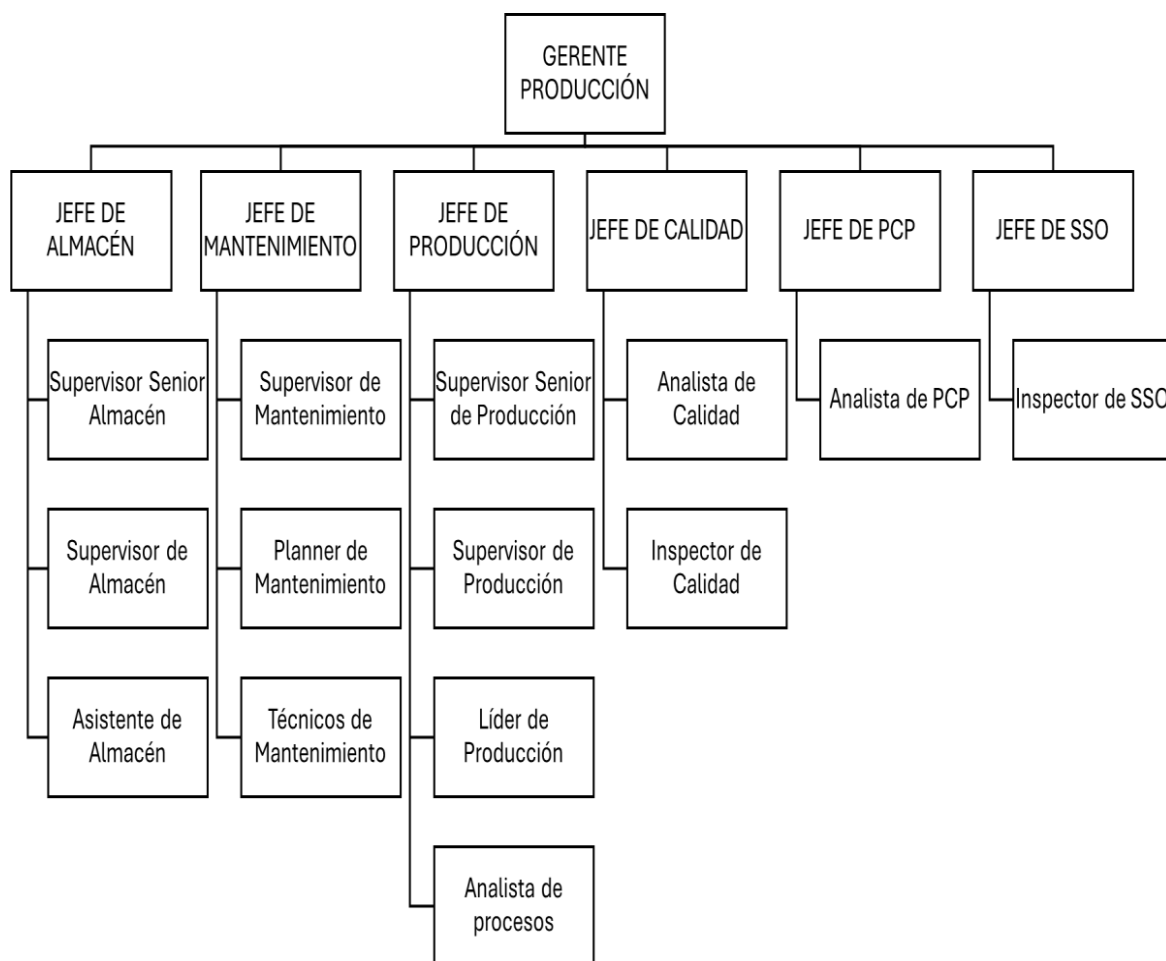 GERENTE
PRODUCCIÓN
JEFE DE
ALMACÉN
JEFE DE
MANTENIMIENTO
JEFE DE
PRODUCCIÓN
JEFE DE CALIDAD
JEFE DE PCP
JEFE DE SSO
Supervisor Senior
Almacén
Supervisor de
Mantenimiento
Supervisor Senior
de Producción
Analista de
Calidad
Analista de PCP
Inspector de SSO
Supervisor de
Almacén
Planner de
Mantenimiento
Supervisor de
Producción
Inspector de
Calidad
Asistente de
Almacén
Técnicos de
Mantenimiento
Líder de
Producción
Analista de
procesos